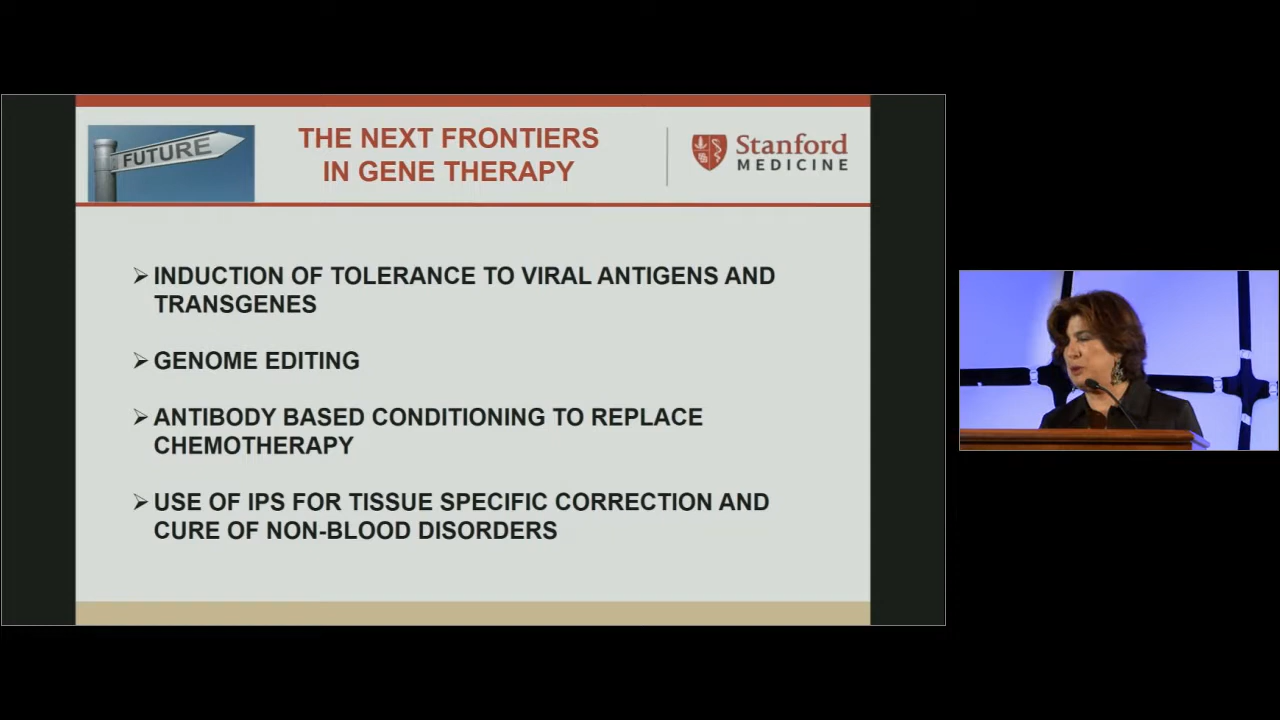 FUTURE
THE NEXT FRONTIERS
IN GENE THERAPY
Stanford
MEDICINE
INDUCTION OF TOLERANCE TO VIRAL ANTIGENS AND
TRANSGENES
GENOME EDITING
ANTIBODY BASED CONDITIONING TO REPLACE
CHEMOTHERAPY
USE OF IPS FOR TISSUE SPECIFIC CORRECTION AND
CURE OF NON-BLOOD DISORDERS